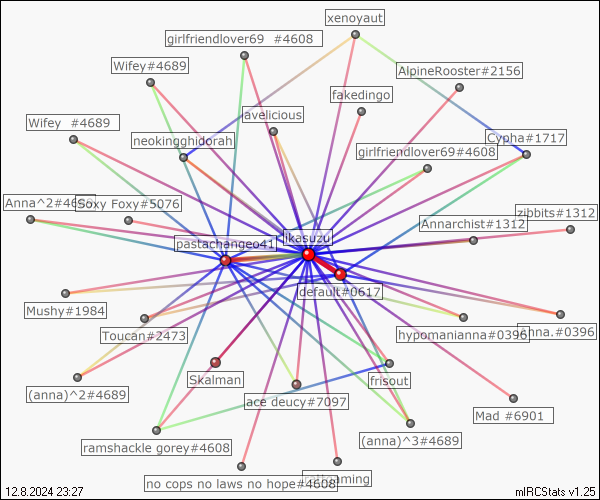 xenoyaut
girlfriendlover69 #4608
Wifey#4689
AlpineRooster#2156
fakedingo
avelicious
Wifey #4689
neokingghidorah
Cypha#1717
girlfriendlover69#4608
Anna^2#4689
Soxy Foxy#5076
zibbits#1312
Annarchist#1312
ikasuzu
pastachangeo41
default#0617
Mushy#1984
Toucan#2473
hypomanianna#0396
nna.#0396
Skalman
frisout
(anna)^2#4689
ace deucy#7097
Mad #6901
(anna)^3#4689
ramshackle gorey#4608
no cops no laws no hope#4608
aming
12.8.2024 23:27
mIRCStats v1.25